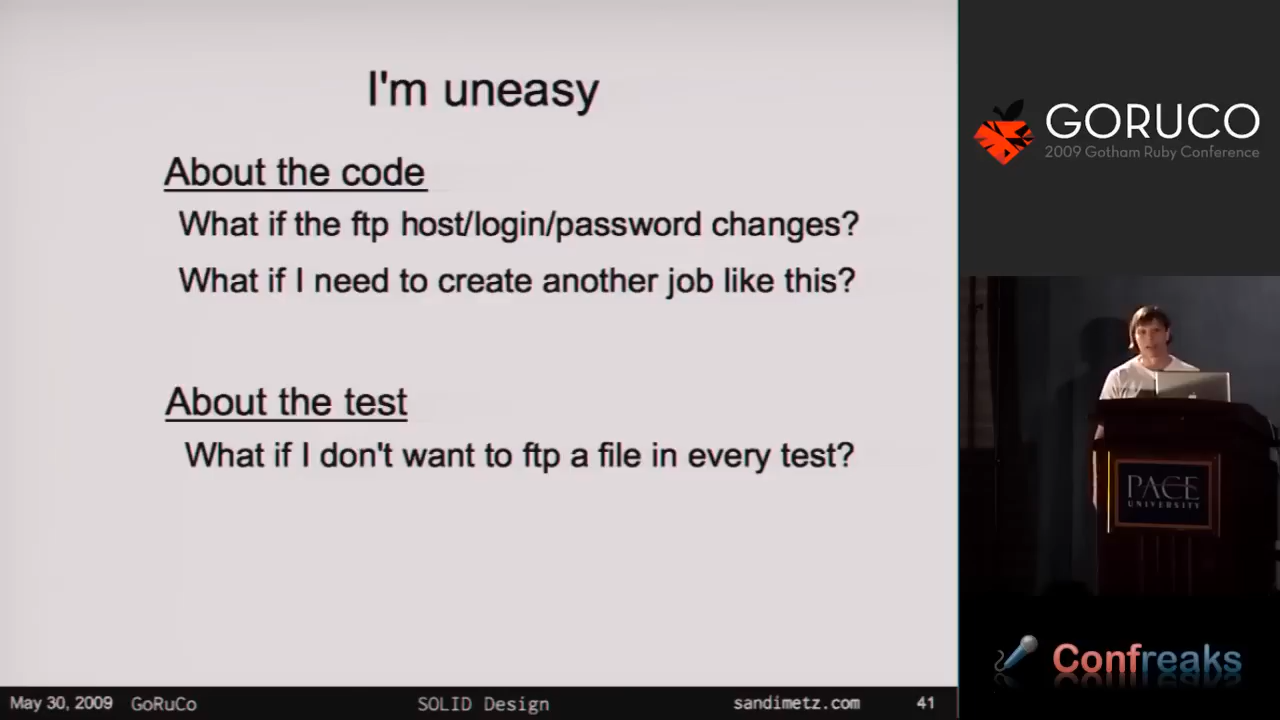 I'm uneasy
About the code
What if the ftp host/login/password changes?
What if I need to create another job like this?
About the test
What if I don't want to ftp a file in every test?
May 30, 2009 GoRuCo SOLID Design sandimetz.com 41
GORUCO
2009 Gotham Ruby Conference
PACE
UNIVERSITY
Confreaks